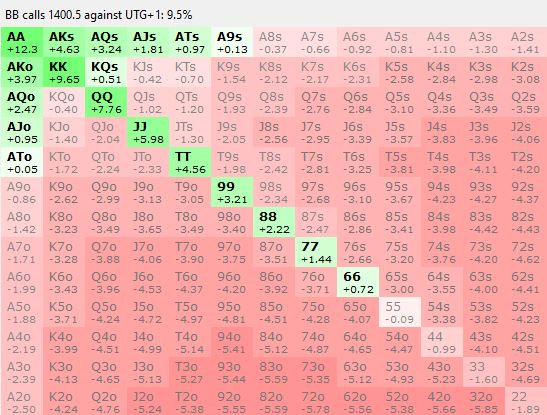 BB calls 1400.5 against UTG+1: 9.5%
AA AKs AQs AJs ATs A9s A8s A7s A6s A5s A4s A3s A2s
+12.3 +4.63 +3.24 +1.81 +0.97 +0.13 -0.37 -0.66 -0.92 -0.81 -1.10 -1.30 -1.41
AKo KK KQs KJs KTs K9s K8s K7s K6s K5s K4s K3s K2s
+3.97 +9.65 +0.51 -0.42 -0.70 -1.54 -2.12 -2.17 -2.31 -2.58 -2.84 -2.98 -3.08
AQo KQo QQ QJs QTs Q9s Q8s Q7s Q6s Q5s Q4s Q3s Q2s
+2.47 -0.40 +7.76 -1.02 -1.20 -1.93 -2.39 -2.76 -2.84 -3.10 -3.36 -3.49 -3.59
AJo KJo QJo JJ JTs J9s J8s J7s J6s J5s J4s J3s J2s
+0.95 -1.40 -2.04 +5.98 -1.30 -2.05 -2.56 -2.95 -3.39 -3.57 -3.83 -3.96 -4.06
ATo KTo QTo JTo TT T9s T8s T7s T6s T5s T4s T3s T2s
+0.05 -1.72 -2.24 -2.33 +4.56 -1.98 -2.42 -2.81 -3.25 -3.81 -3.98 -4.11 -4.20
A9o K9o Q9o J9o T9o 99 98s 97s 96s 95s 94s 93s 92s
-0.86 -2.62 -2.99 -3.13 -3.05 +3.21 -2.34 -2.68 -3.10 -3.67 -4.23 -4.27 -4.37
A8o K8o Q8o J8o T8o 98o 88 87s 86s 85s 84s 83s 82s
-1.42 -3.23 -3.49 -3.65 -3.49 -3.40 +2.22 -2.47 -2.86 -3.41 -3.98 -4.42 -4.43
A7o K7o Q7o J7o T7o 97o 87o 77 76s 75s 74s 73s 72s
-1.71 -3.28 -3.88 -4.06 -3.90 -3.75 -3.51 +1.44 -2.66 -3.20 -3.76 -4.20 -4.62
A6o K6o Q6o J6o T6o 96o 86o 76o 66 65s 64s 63s 62s
-1.99 -3.43 -3.96 -4.53 -4.37 -4.20 -3.92 -3.71 +0.72 -3.00 -3.55 -4.00 -4.41
A5o K5o Q5o J5o T5o 95o 85o 75o 65o 55 54s 53s 52s
-1.88 -3.71 -4.24 -4.72 -4.97 -4.81 -4.51 -4.28 -4.07 -0.09 -3.38 -3.82 -4.23
A4o K4o Q4o J4o T4o 94o 84o 74o 64o 54o 44 43s 42s
-2.19 -3.99 -4.51 -4.99 -5.14 -5.41 -5.12 -4.87 -4.65 -4.47 -0.99 -4.10 -4.51
A3o K3o Q3o J3o T3o 93o 83o 73o 63o 53o 43o 33 32s
-2.39 -4.13 -4.65 -5.13 -5.27 -5.44 -5.59 -5.35 -5.12 -4.93 -5.23 -1.60 -4.69
A2o K2o Q2o J2o T2o 92o 82o 72o 62o 52o 42o 32o 22
-2.50 -4.24 -4.76 -5.24 -5.38 -5.55 -5.59 -5.78 -5.56 -5.38 -5.68 -5.85 -1.89